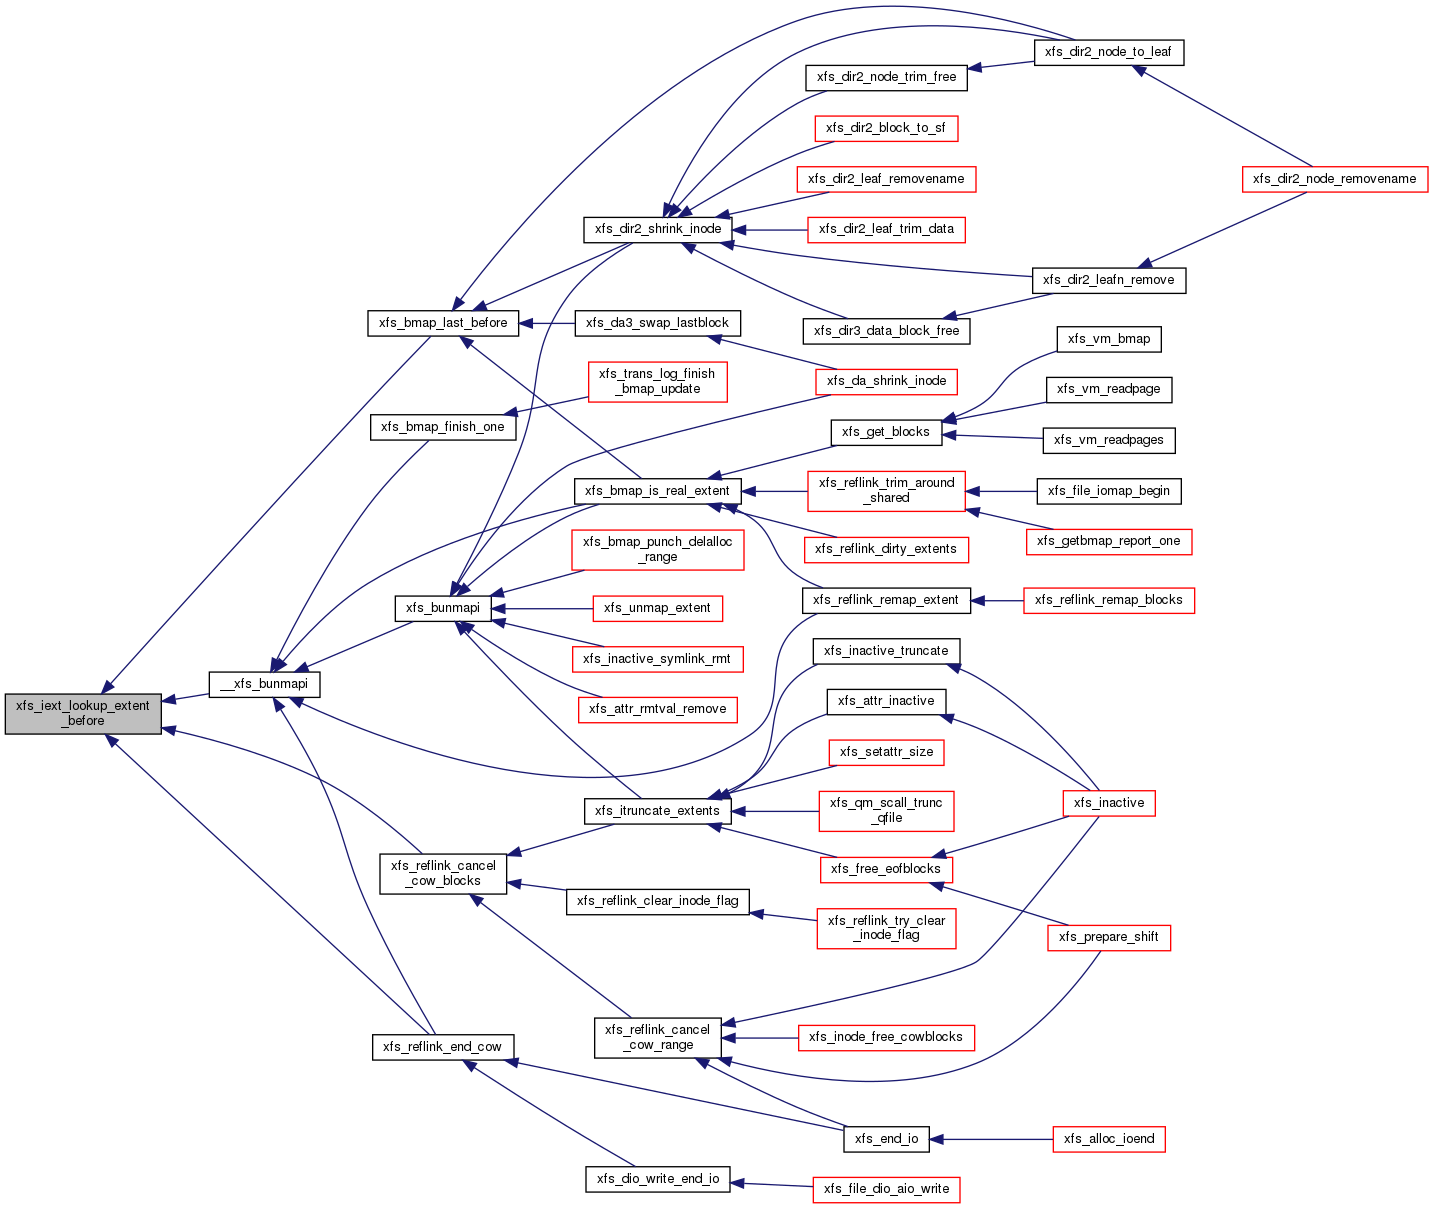 xfs_dir2_node_to_leaf
xfs_dir2_node_trim_free
xfs_dir2_block_to_sf
xfs_dir2_leaf_removename
xfs_dir2_node_removename
xfs_dir2_shrink_inode
xfs_dir2_leaf_trim_data
xfs_dir2_leafn_remove
xfs_bmap_last_before
xfs_da3_swap_lastblock
xfs_dir3_data_block_free
xfs_vm_bmap
xfs_trans_log_finish
_bmap_update
xfs_da_shrink_inode
xfs_vm_readpage
xfs_bmap_finish_one
xfs_get_blocks
xfs_vm_readpages
xfs_bmap_is_real_extent
xfs_reflink_trim_around
_shared
xfs_file_iomap_begin
xfs_getbmap_report_one
xfs_bmap_punch_delalloc
_range
xfs_reflink_dirty_extents
xfs_bunmapi
xfs_unmap_extent
xfs_reflink_remap_extent
xfs_reflink_remap_blocks
xfs_inactive_symlink_rmt
xfs_inactive_truncate
__xfs_bunmapi
xfs_attr_rmtval_remove
xfs_attr_inactive
xfs_iext_lookup_extent
_before
xfs_setattr_size
xfs_itruncate_extents
xfs_qm_scall_trunc
_qfile
xfs_inactive
xfs_reflink_cancel
_cow_blocks
xfs_free_eofblocks
xfs_reflink_clear_inode_flag
xfs_reflink_try_clear
_inode_flag
xfs_prepare_shift
xfs_reflink_end_cow
xfs_reflink_cancel
_cow_range
xfs_inode_free_cowblocks
xfs_end_io
xfs_alloc_ioend
xfs_dio_write_end_io
xfs_file_dio_aio_write